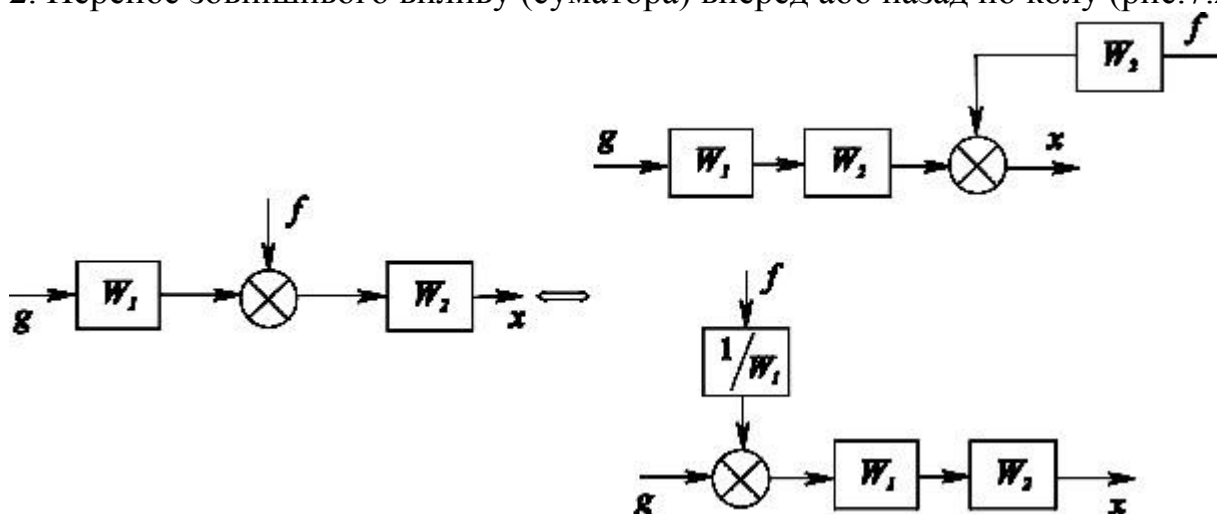 2. Перенос зовнішнього впливу (суматора) вперед або назад по колу (рис.7.
W₂ f
g W₁ W₂ x
f
g W₁ W₂ x
f
1/W₁
g W₁ W₂ x